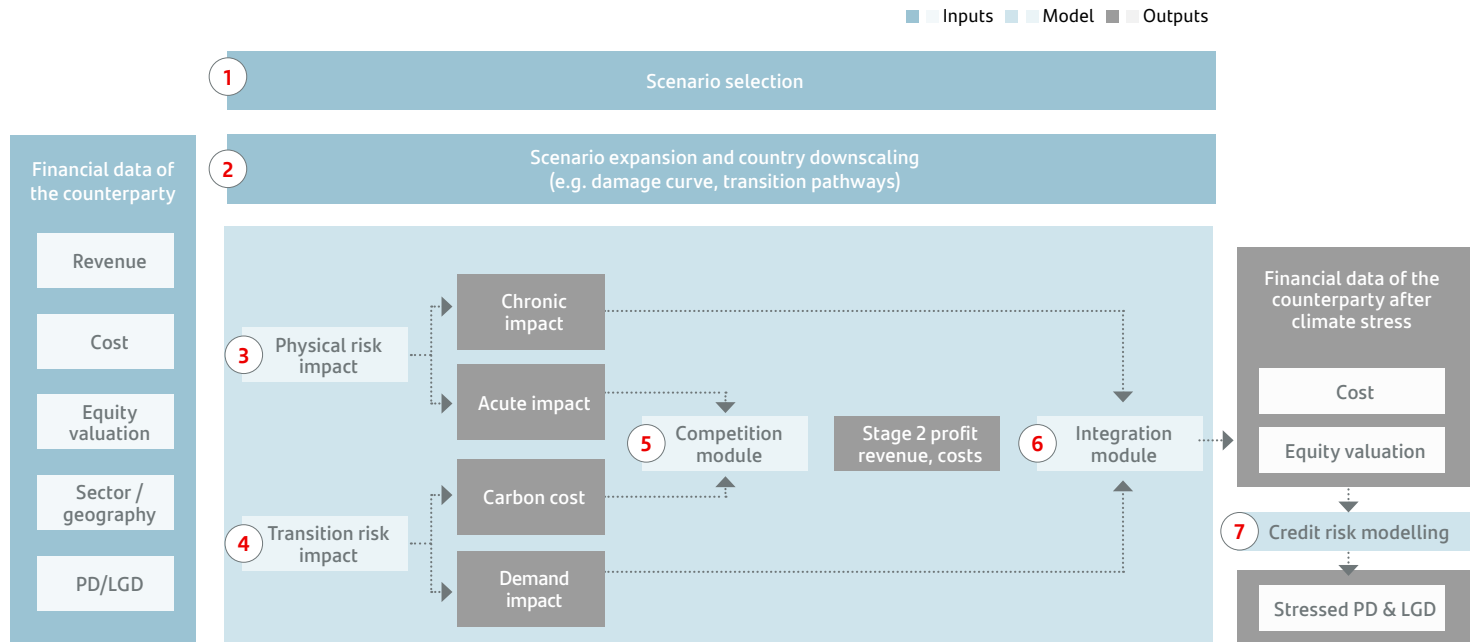 Inputs
Model
Outputs
1
Scenario selection
2
Scenario expansion and country downscaling
(e.g. damage curve, transition pathways)
Financial data of
the counterparty
Revenue
Cost
Equity
valuation
Sector /
geography
PD/LGD
3
Physical risk
impact
4
Transition risk
impact
Chronic
impact
Acute impact
Carbon cost
Demand
impact
5
Competition
module
Stage 2 profit
revenue, costs
6
Integration
module
Financial data of the
counterparty after
climate stress
Cost
Equity valuation
7
Credit risk modelling
Stressed PD & LGD